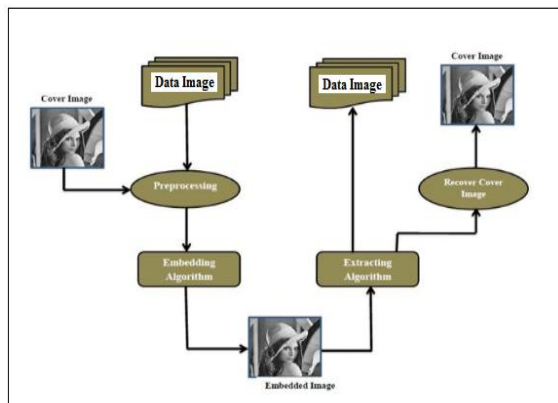 Cover Image
Data Image
Preprocessing
Embedding
Algorithm
Embedded Image
Extracting
Algorithm
Data Image
Recover Cover
Image
Cover Image